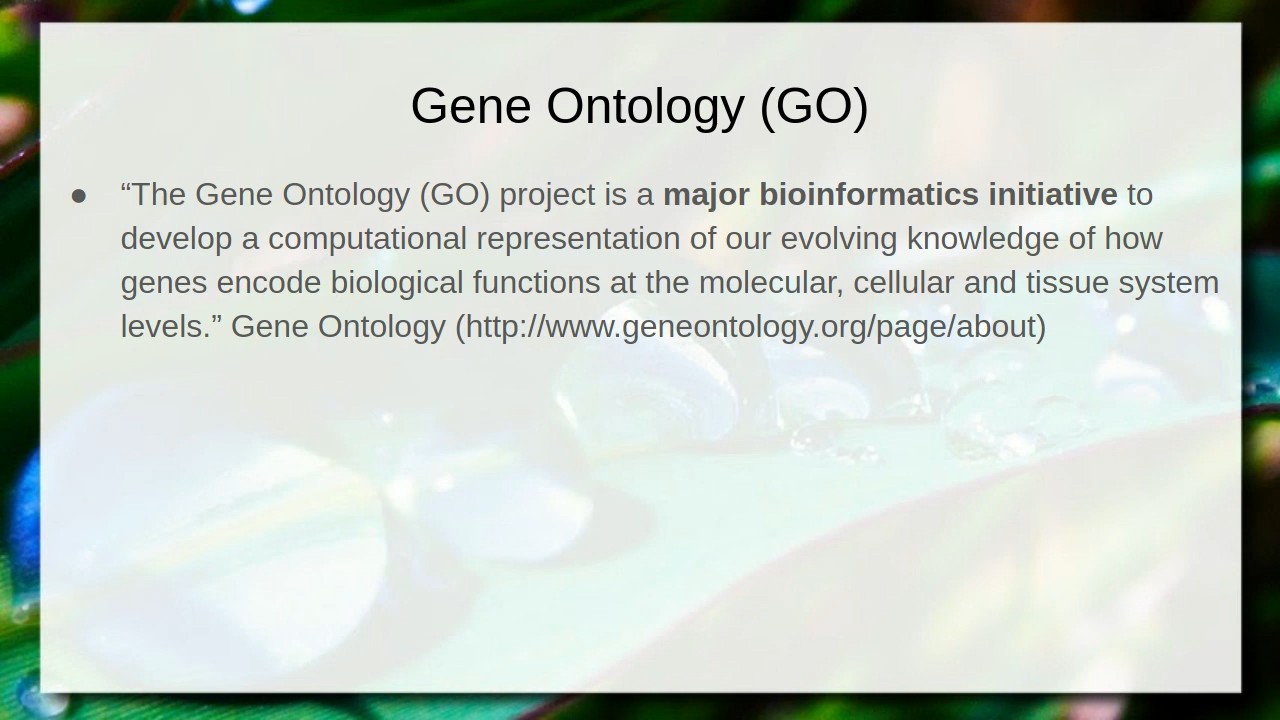 Gene Ontology (GO)
● “The Gene Ontology (GO) project is a major bioinformatics initiative to
develop a computational representation of our evolving knowledge of how
genes encode biological functions at the molecular, cellular and tissue system
levels.” Gene Ontology (http://www.geneontology.org/page/about)